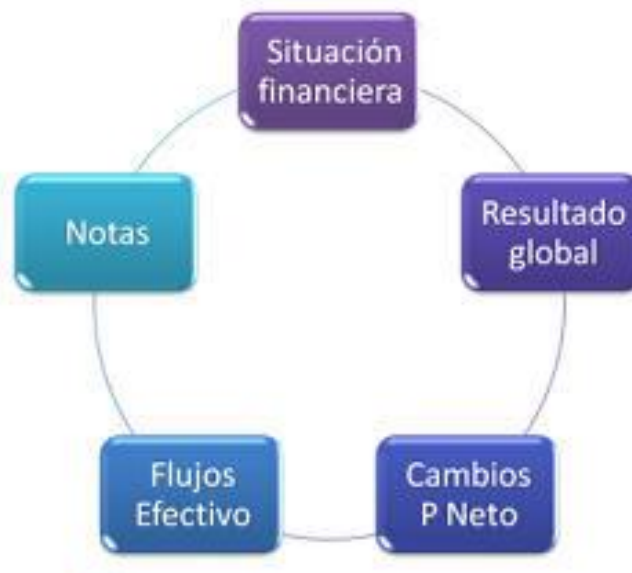 Situación
financiera
Resultado
global
Cambios
P Neto
Flujos
Efectivo
Notas